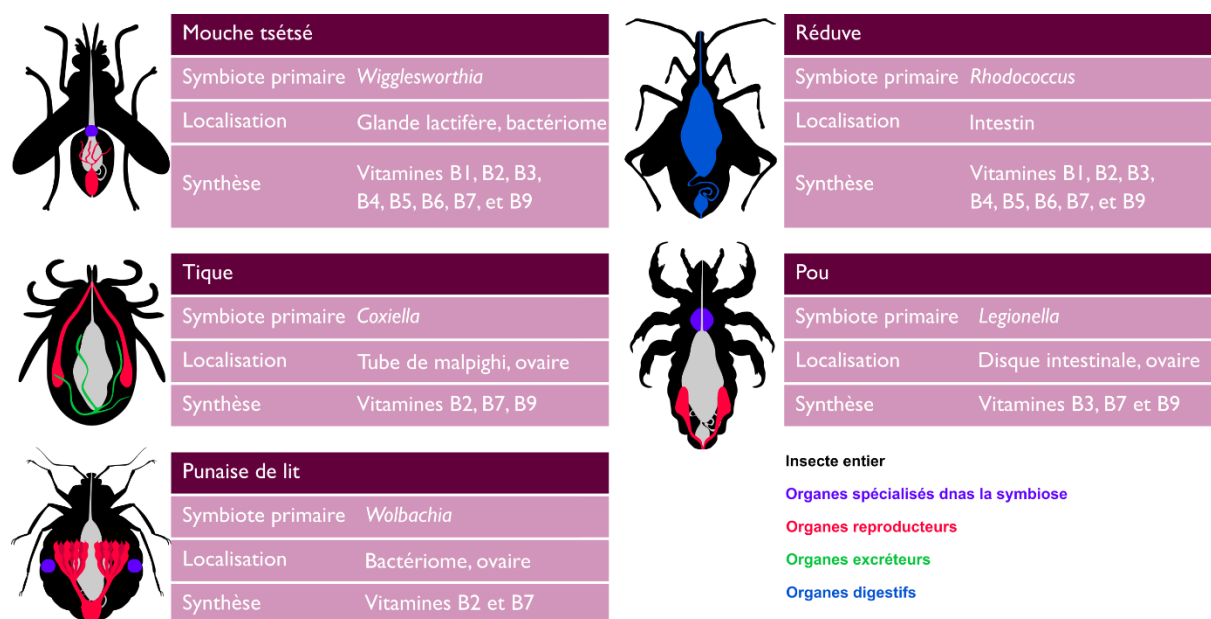 Mouche tsétsé
Symbiote primaire Wigglesworthia
Localisation Glande lactifère, bactériome
Synthèse Vitamines B1, B2, B3,
B4, B5, B6, B7, et B9
Réduve
Symbiote primaire Rhodococcus
Localisation Intestin
Synthèse Vitamines B1, B2, B3,
B4, B5, B6, B7, et B9
Tique
Symbiote primaire Coxiella
Localisation Tube de malpighi, ovaire
Synthèse Vitamines B2, B7, B9
Pou
Symbiote primaire Legionella
Localisation Disque intestinale, ovaire
Synthèse Vitamines B3, B7 et B9
Punaise de lit
Symbiote primaire Wolbachia
Localisation Bactériome, ovaire
Synthèse Vitamines B2 et B7
Insecte entier
Organes spécialisés dnas la symbiose
Organes reproducteurs
Organes excréteurs
Organes digestifs